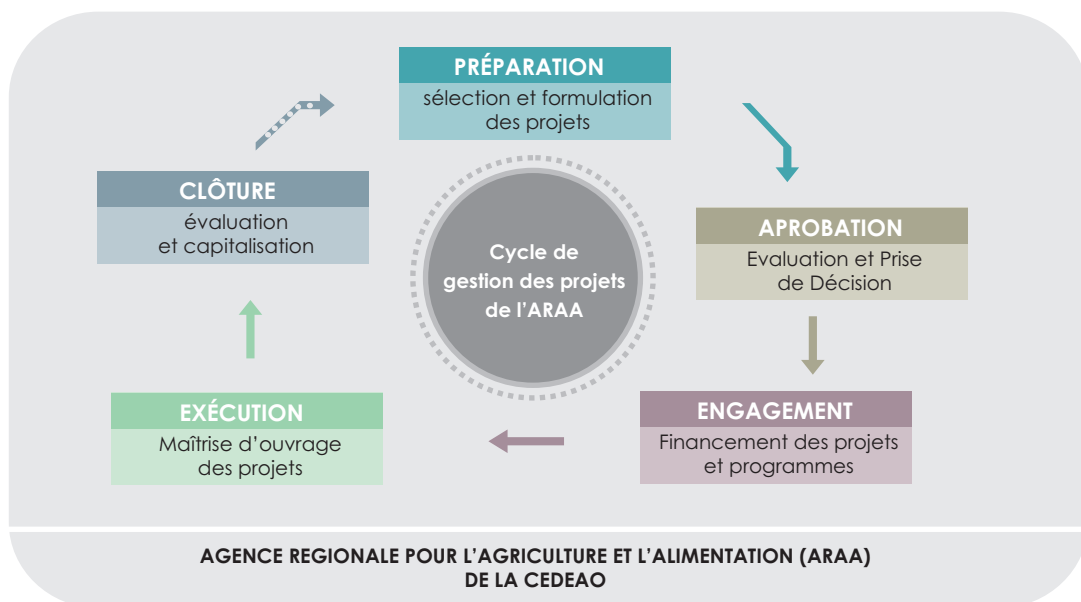 PRÉPARATION
sélection et formulation
des projets
CLÔTURE
évaluation
et capitalisation
APROBATION
Evaluation et Prise
de Décision
Cycle de
gestion des projets
de l'ARAA
EXÉCUTION
Maîtrise d'ouvrage
des projets
ENGAGEMENT
Financement des projets
et programmes
AGENCE REGIONALE POUR L'AGRICULTURE ET L'ALIMENTATION (ARAA)
DE LA CEDEAO